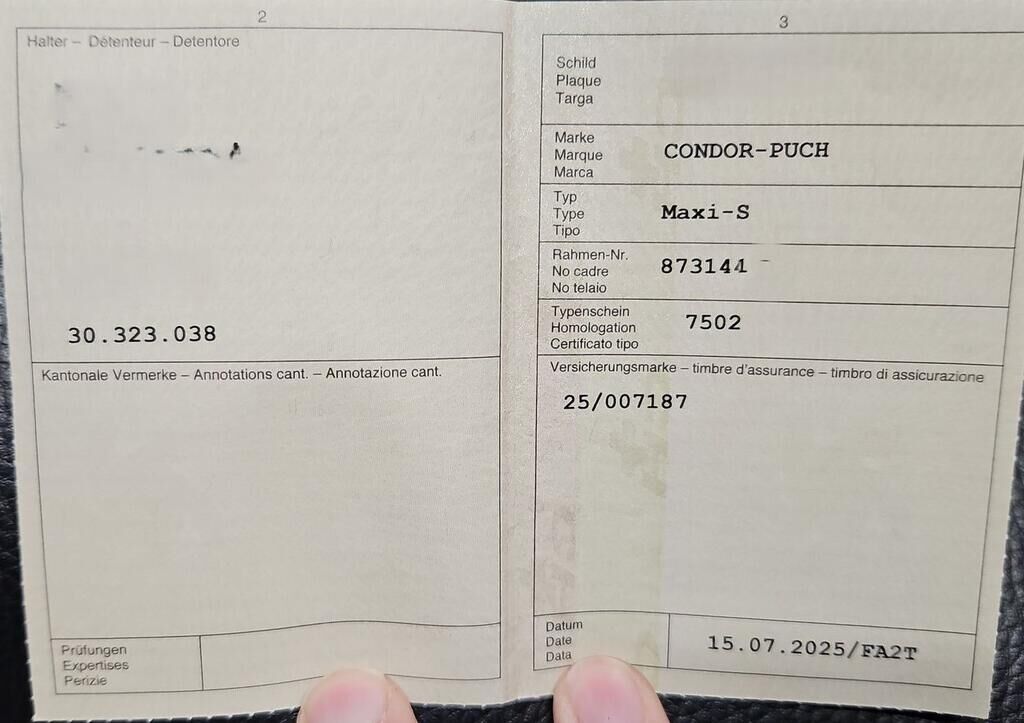 2
Halter – Détenteur – Detentore
30.323.038
Kantonale Vermerke – Annotations cant. – Annotazione cant.
Prüfungen
Expertises
Perizie
3
Schild
Plaque
Targa
Marke
Marque
Marca
CONDOR-PUCH
Typ
Type
Tipo
Maxi-S
Rahmen-Nr.
No cadre
No telaio
873141
Typenschein
Homologation
Certificato tipo
7502
Versicherungsmarke – timbre d'assurance – timbro di assicurazione
25/007187
Datum
Date
Data
15.07.2025/FA2T